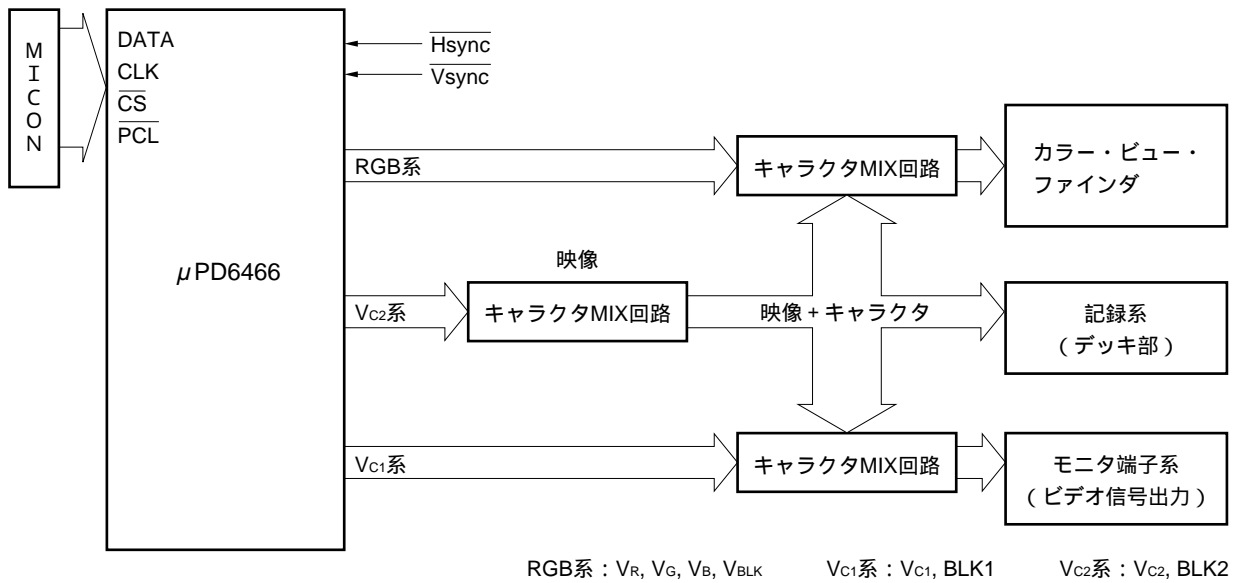 MICON
DATA
CLK
CS
PCL
Hsync
Vsync
RGB系
キャラクタMIX回路
カラー・ビュー・
ファインダ
μPD6466
映像
VC2系
キャラクタMIX回路
映像+キャラクタ
記録系
(デッキ部)
VC1系
キャラクタMIX回路
モニタ端子系
(ビデオ信号出力)
RGB系:VR, VG, VB, VBLK VC1系:VC1, BLK1 VC2系:VC2, BLK2